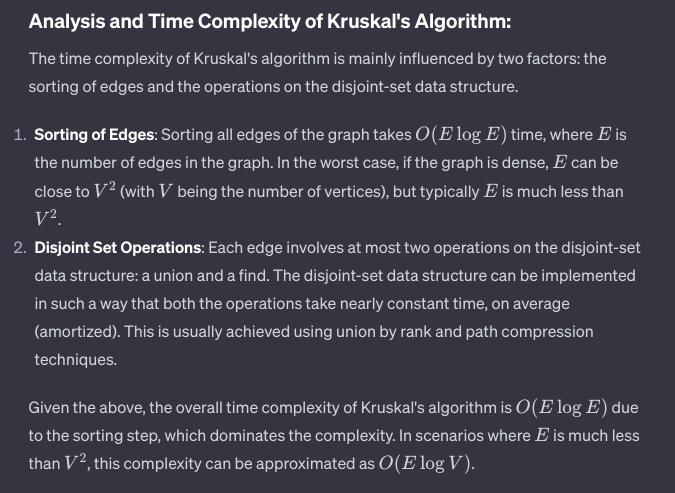 Analysis and Time Complexity of Kruskal's Algorithm:
The time complexity of Kruskal's algorithm is mainly influenced by two factors: the
sorting of edges and the operations on the disjoint-set data structure.
1. Sorting of Edges: Sorting all edges of the graph takes O(E log E) time, where E is
the number of edges in the graph. In the worst case, if the graph is dense, E can be
close to V² (with V being the number of vertices), but typically E is much less than
V².
2. Disjoint Set Operations: Each edge involves at most two operations on the disjoint-set
data structure: a union and a find. The disjoint-set data structure can be implemented
in such a way that both the operations take nearly constant time, on average
(amortized). This is usually achieved using union by rank and path compression
techniques.
Given the above, the overall time complexity of Kruskal's algorithm is O(E log E) due
to the sorting step, which dominates the complexity. In scenarios where E is much less
than V², this complexity can be approximated as O(E log V).